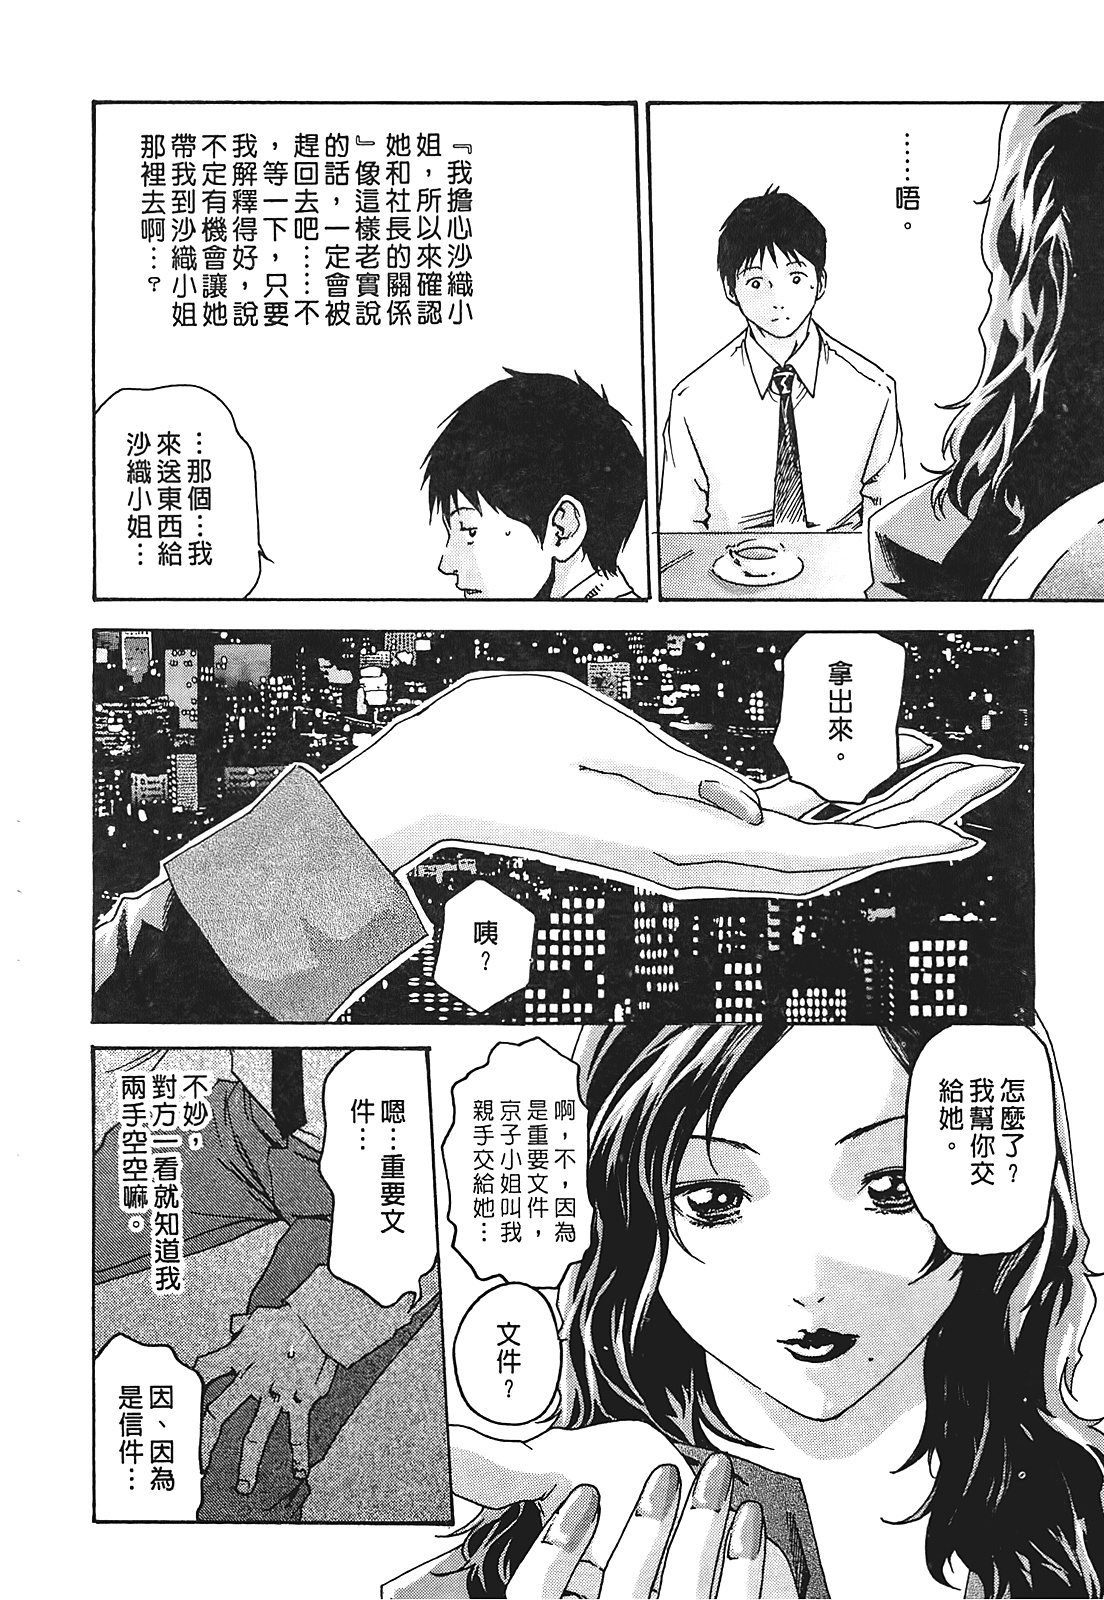 ……唔。
『我擔心沙織小
姐，所以來確認
她和社長的關係
』像這樣老實說
的話，一定會被
趕回去吧……不
，等一下，只要
我解釋得好，說
不定有機會讓她
帶我到沙織小姐
那裡去啊…？
…那個…我
來送東西給
沙織小姐…
拿出來。
咦？
怎麼了？
我幫你交
給她。
啊，不，因為
是重要文件，
京子小姐叫我
親手交給她…
文件？
嗯…重要文
件…
不妙，
對方一看就知道我
兩手空空嘛。
因、因為
是信件…